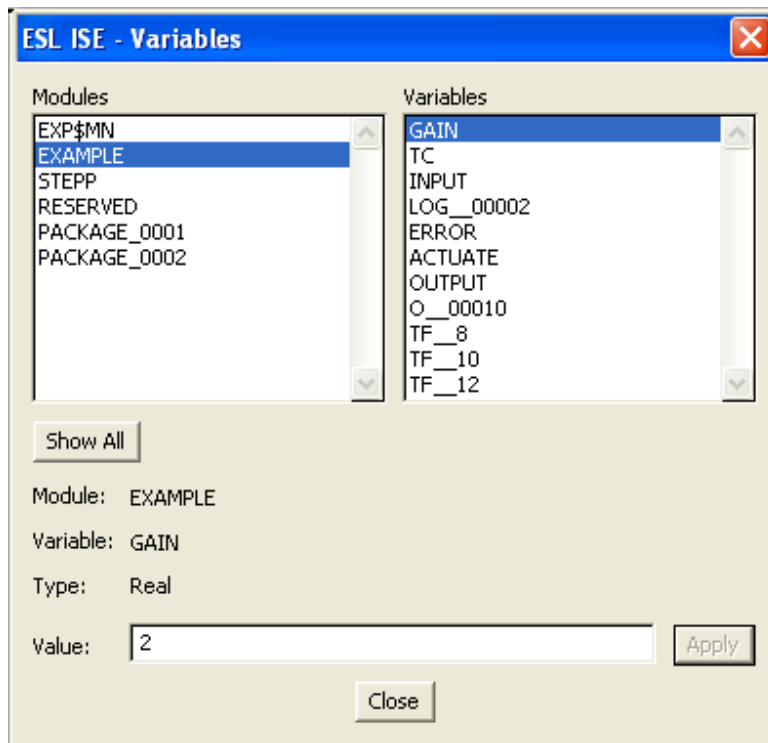 ESL ISE - Variables
Modules
EXP$MN
EXAMPLE
STEPP
RESERVED
PACKAGE_0001
PACKAGE_0002
Variables
GAIN
TC
INPUT
LOG__00002
ERROR
ACTUATE
OUTPUT
O__00010
TF__8
TF__10
TF__12
Show All
Module: EXAMPLE
Variable: GAIN
Type: Real
Value: 2 Apply
Close